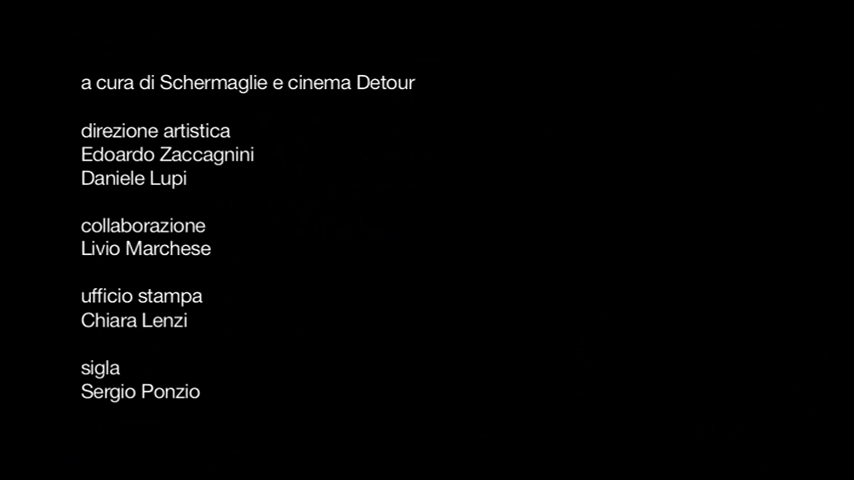 a cura di Schermaglie e cinema Detour
direzione artistica
Edoardo Zaccagnini
Daniele Lupi
collaborazione
Livio Marchese
ufficio stampa
Chiara Lenzi
sigla
Sergio Ponzio